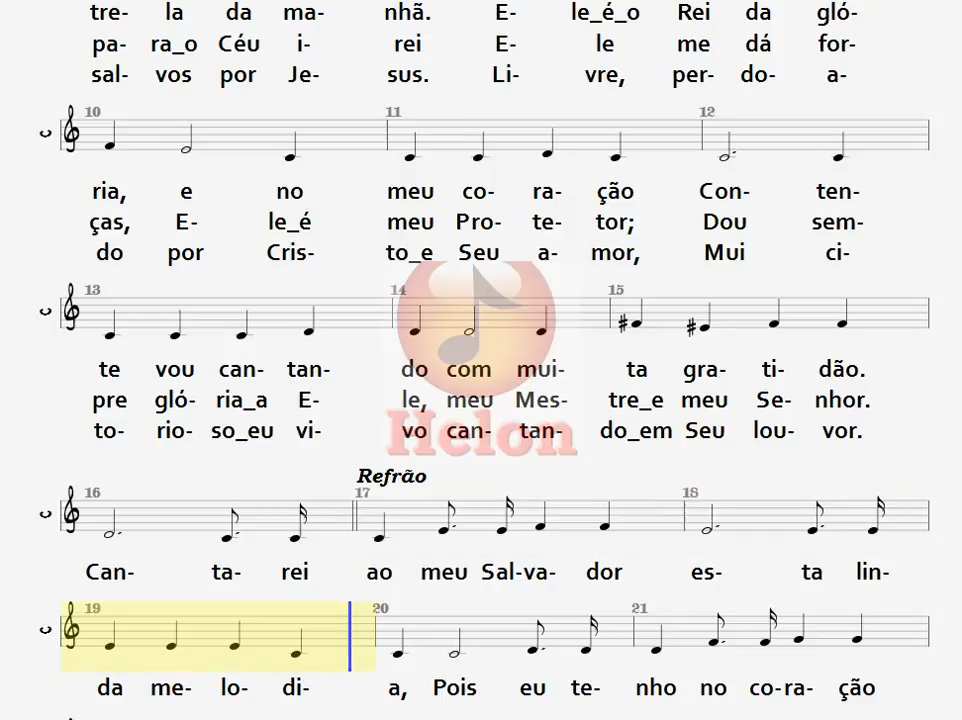 tre- la da ma- nhã. E- le_é_o Rei da gló-
pa- ra_o Céu i- rei E- le me dá for-
sal- vos por Je- sus. Li- vre, per- do- a-
10 11 12
ria, e no meu co- ra- ção Con- ten-
ças, E- le_é meu Pro- te- tor; Dou sem-
do por Cris- to_e Seu a- mor, Mui ci-
13 14 15
te vou can- tan- do com mui- ta gra- ti- dão.
pre gló- ria_a E- le, meu Mes- tre_e meu Se- nhor.
to- rio- so_eu vi- vo can- tan- do_em Seu lou- vor.
Helon
Refrão
16 17 18
Can- ta- rei ao meu Sal-va- dor es- ta lin-
19 20 21
da me- lo- di- a, Pois eu te- nho no co-ra- ção